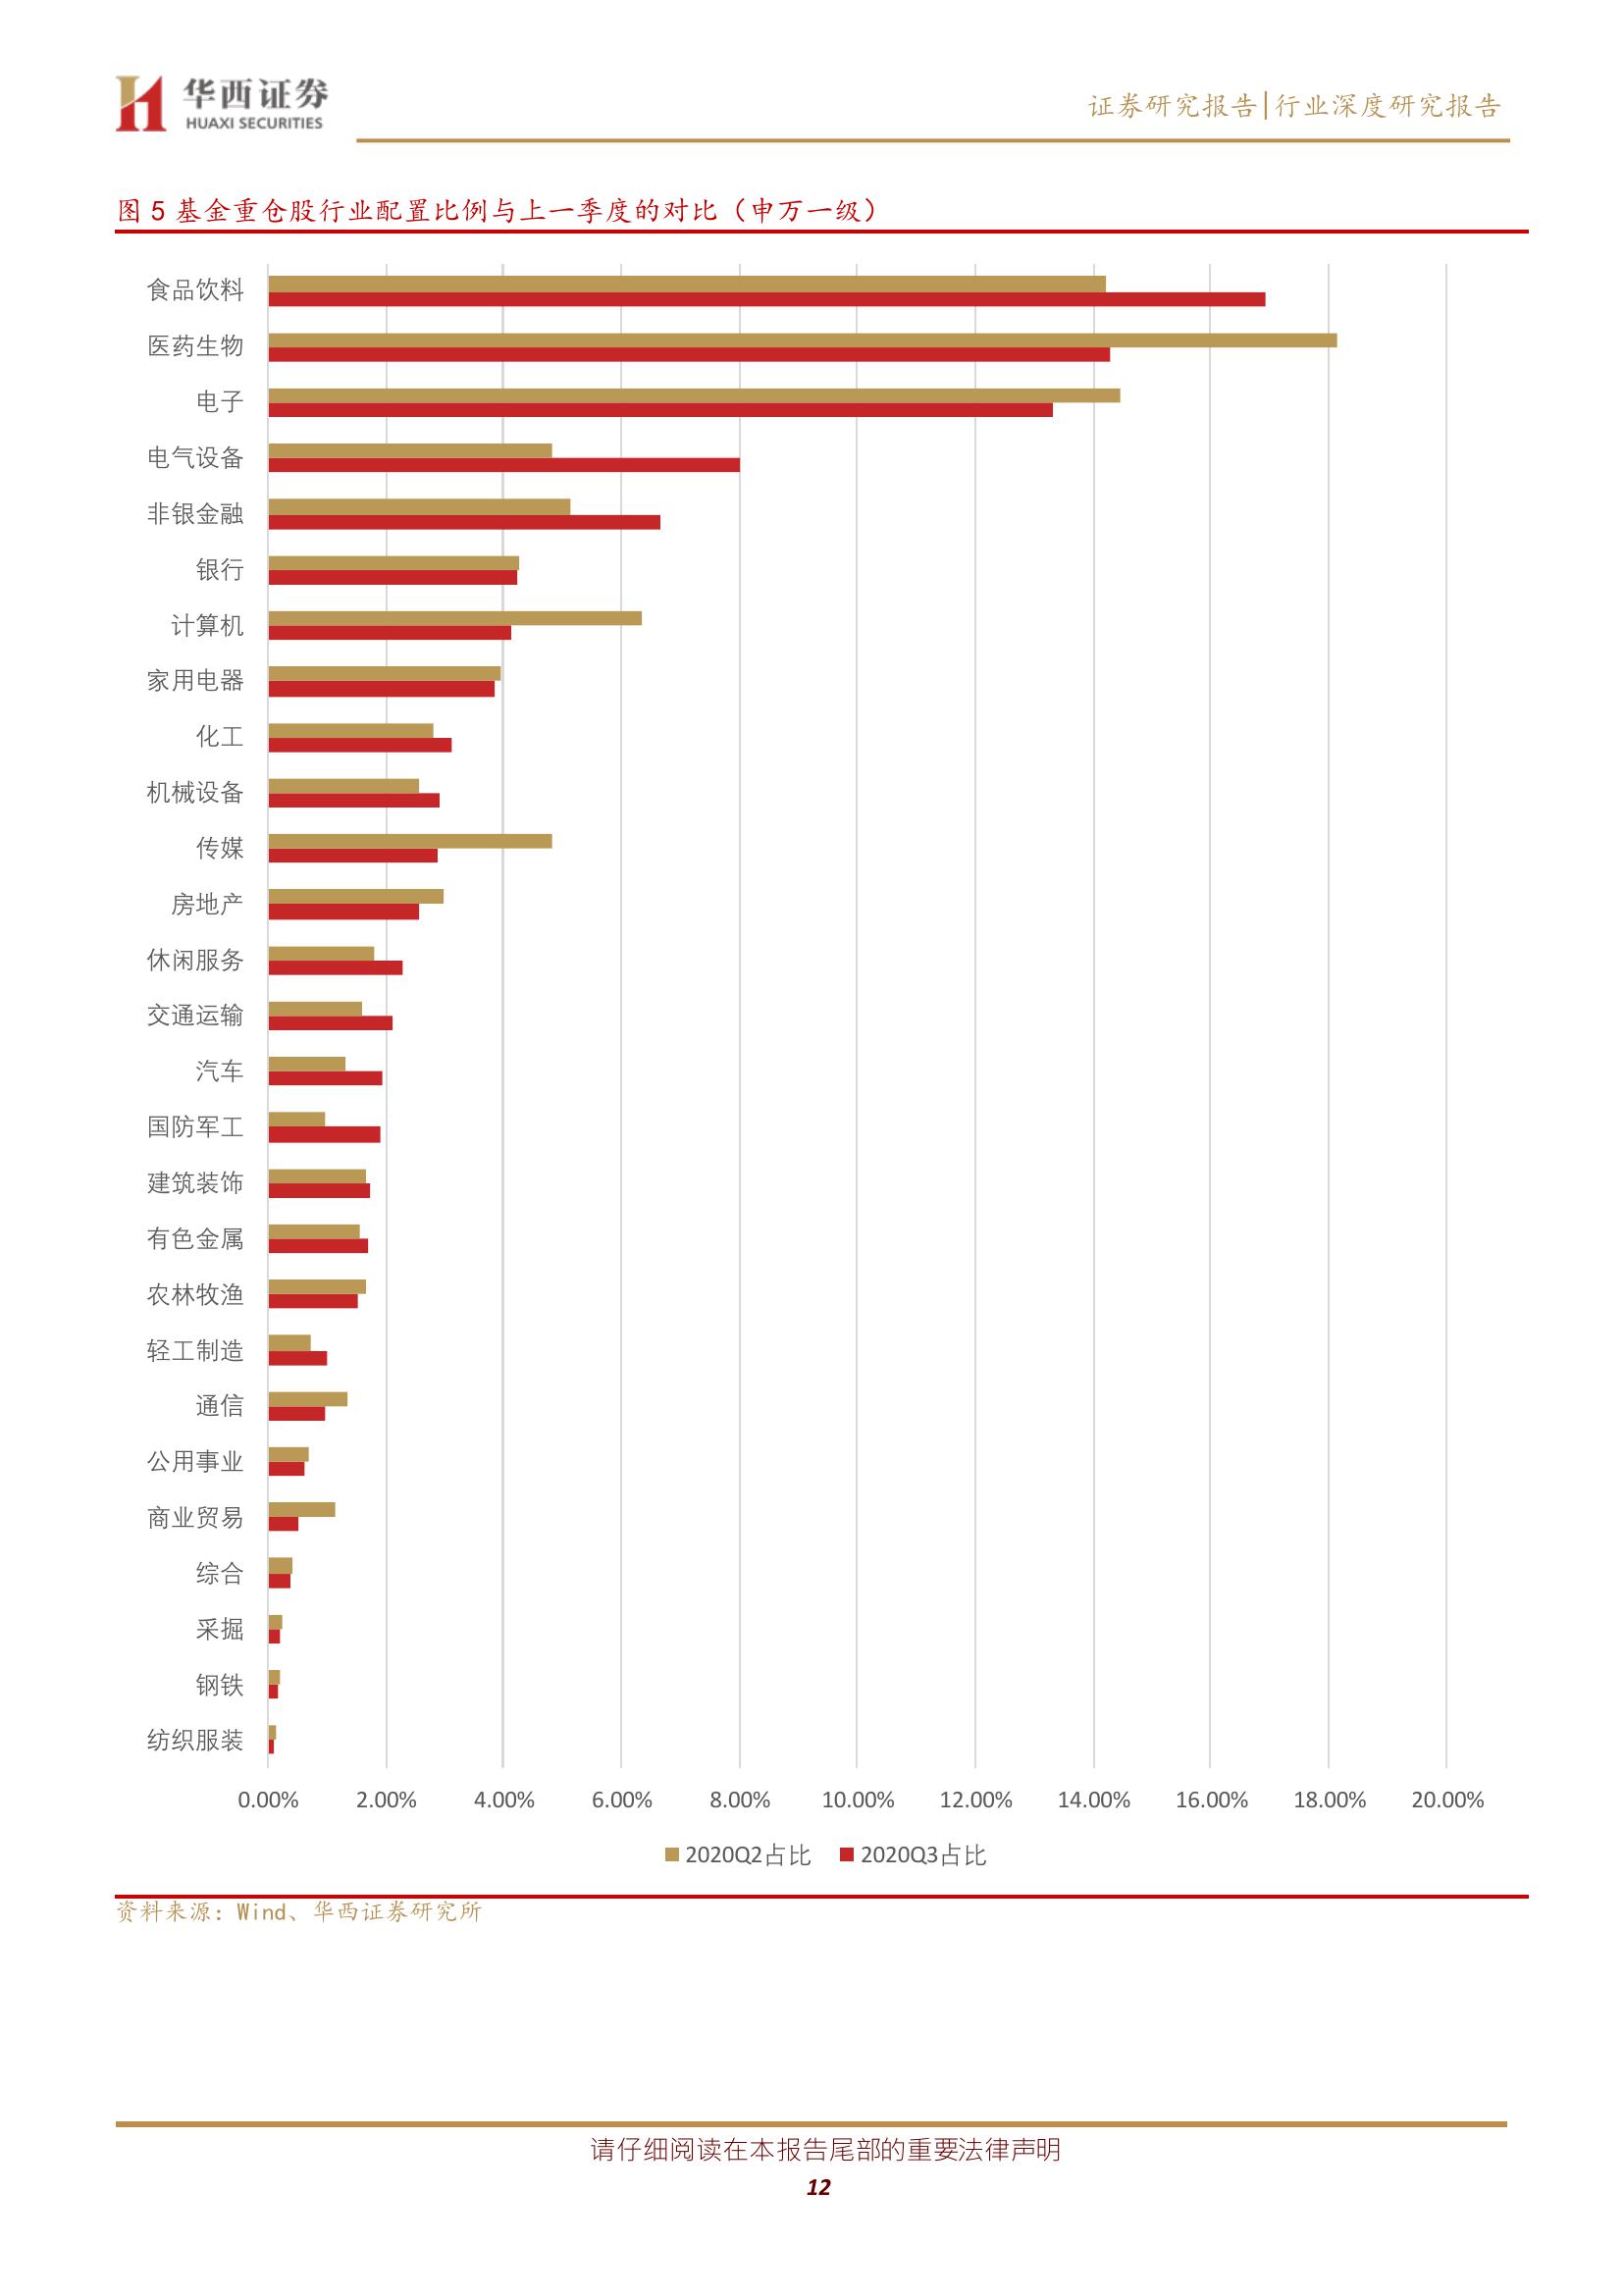 华西证券
HUAXI SECURITIES
证券研究报告|行业深度研究报告
图 5 基金重仓股行业配置比例与上一季度的对比（申万一级）
食品饮料
医药生物
电子
电气设备
非银金融
银行
计算机
家用电器
化工
机械设备
传媒
房地产
休闲服务
交通运输
汽车
国防军工
建筑装饰
有色金属
农林牧渔
轻工制造
通信
公用事业
商业贸易
综合
采掘
钢铁
纺织服装
0.00% 2.00% 4.00% 6.00% 8.00% 10.00% 12.00% 14.00% 16.00% 18.00% 20.00%
2020Q2占比 2020Q3占比
资料来源：Wind、华西证券研究所
请仔细阅读在本报告尾部的重要法律声明
12